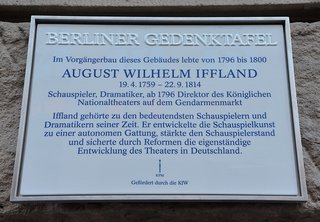 BERLINER GEDENKTAFEL
Im Vorgängerbau dieses Gebäudes lebte von 1796 bis 1800
AUGUST WILHELM IFFLAND
19. 4. 1759 – 22. 9. 1814
Schauspieler, Dramatiker, ab 1796 Direktor des Königlichen
Nationaltheaters auf dem Gendarmenmarkt
Iffland gehörte zu den bedeutendsten Schauspielern und
Dramatikern seiner Zeit. Er entwickelte die Schauspielkunst
zu einer autonomen Gattung, stärkte den Schauspielerstand
und sicherte durch Reformen die eigenständige
Entwicklung des Theaters in Deutschland.
KPM
Gefördert durch die KfW